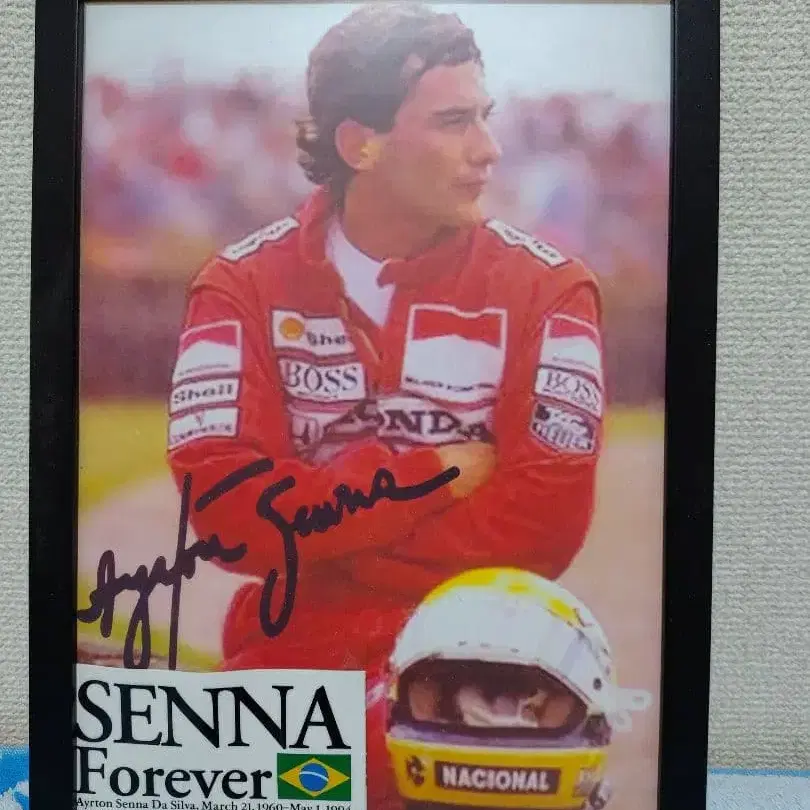 Shell
BOSS
HONDA
Shell
BOSS
Ayrton Senna
SENNA
Forever
Ayrton Senna Da Silva, March 21, 1960-May 1, 1994
NACIONAL